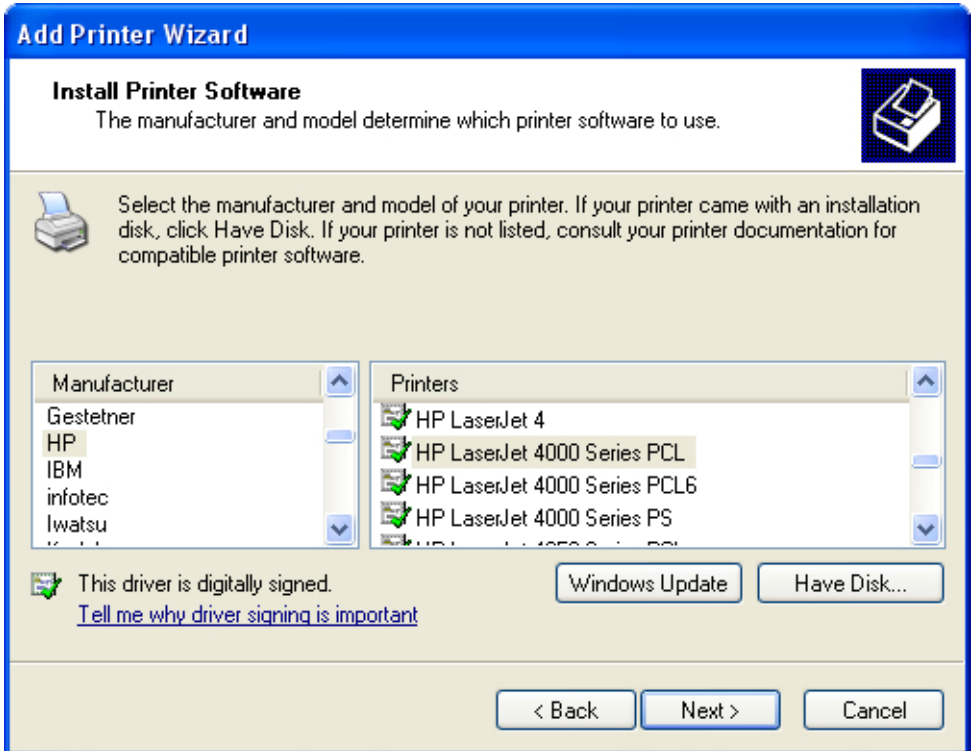 Add Printer Wizard
Install Printer Software
The manufacturer and model determine which printer software to use.
Select the manufacturer and model of your printer. If your printer came with an installation
disk, click Have Disk. If your printer is not listed, consult your printer documentation for
compatible printer software.
Manufacturer
Gestetner
HP
IBM
infotec
Iwatsu
Printers
HP LaserJet 4
HP LaserJet 4000 Series PCL
HP LaserJet 4000 Series PCL6
HP LaserJet 4000 Series PS
This driver is digitally signed.
Tell me why driver signing is important
Windows Update
Have Disk...
< Back
Next >
Cancel